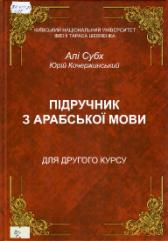 КИЇВСЬКИЙ НАЦІОНАЛЬНИЙ УНІВЕРСИТЕТ
ІМЕНІ ТАРАСА ШЕВЧЕНКА
Алі Субх
Юрій Кочержинський
ПІДРУЧНИК
З АРАБСЬКОЇ МОВИ
ДЛЯ ДРУГОГО КУРСУ